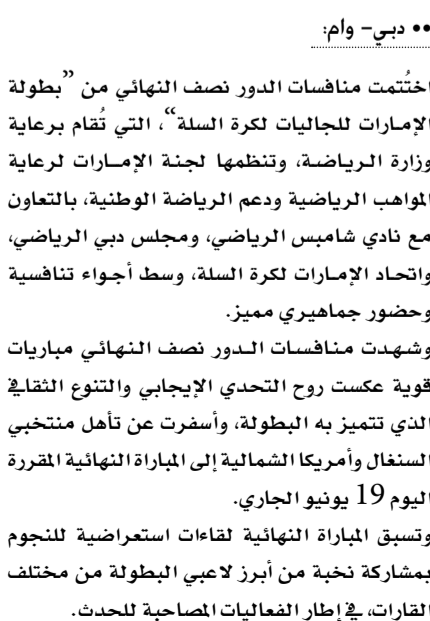 •• دبي- وام:
اختُتمت منافسات الدور نصف النهائي من ”بطولة
الإمارات للجاليات لكرة السلة“، التي تُقام برعاية
وزارة الرياضة، وتنظمها لجنة الإمارات لرعاية
المواهب الرياضية ودعم الرياضة الوطنية، بالتعاون
مع نادي شامبس الرياضي، ومجلس دبي الرياضي،
واتحاد الإمارات لكرة السلة، وسط أجواء تنافسية
وحضور جماهيري مميز.
وشهدت منافسات الدور نصف النهائي مباريات
قوية عكست روح التحدي الإيجابي والتنوع الثقافي
الذي تتميز به البطولة، وأسفرت عن تأهل منتخبي
السنغال وأمريكا الشمالية إلى المباراة النهائية المقررة
اليوم 19 يونيو الجاري.
وتسبق المباراة النهائية لقاءات استعراضية للنجوم
بمشاركة نخبة من أبرز لاعبي البطولة من مختلف
القارات، في إطار الفعاليات المصاحبة للحدث.